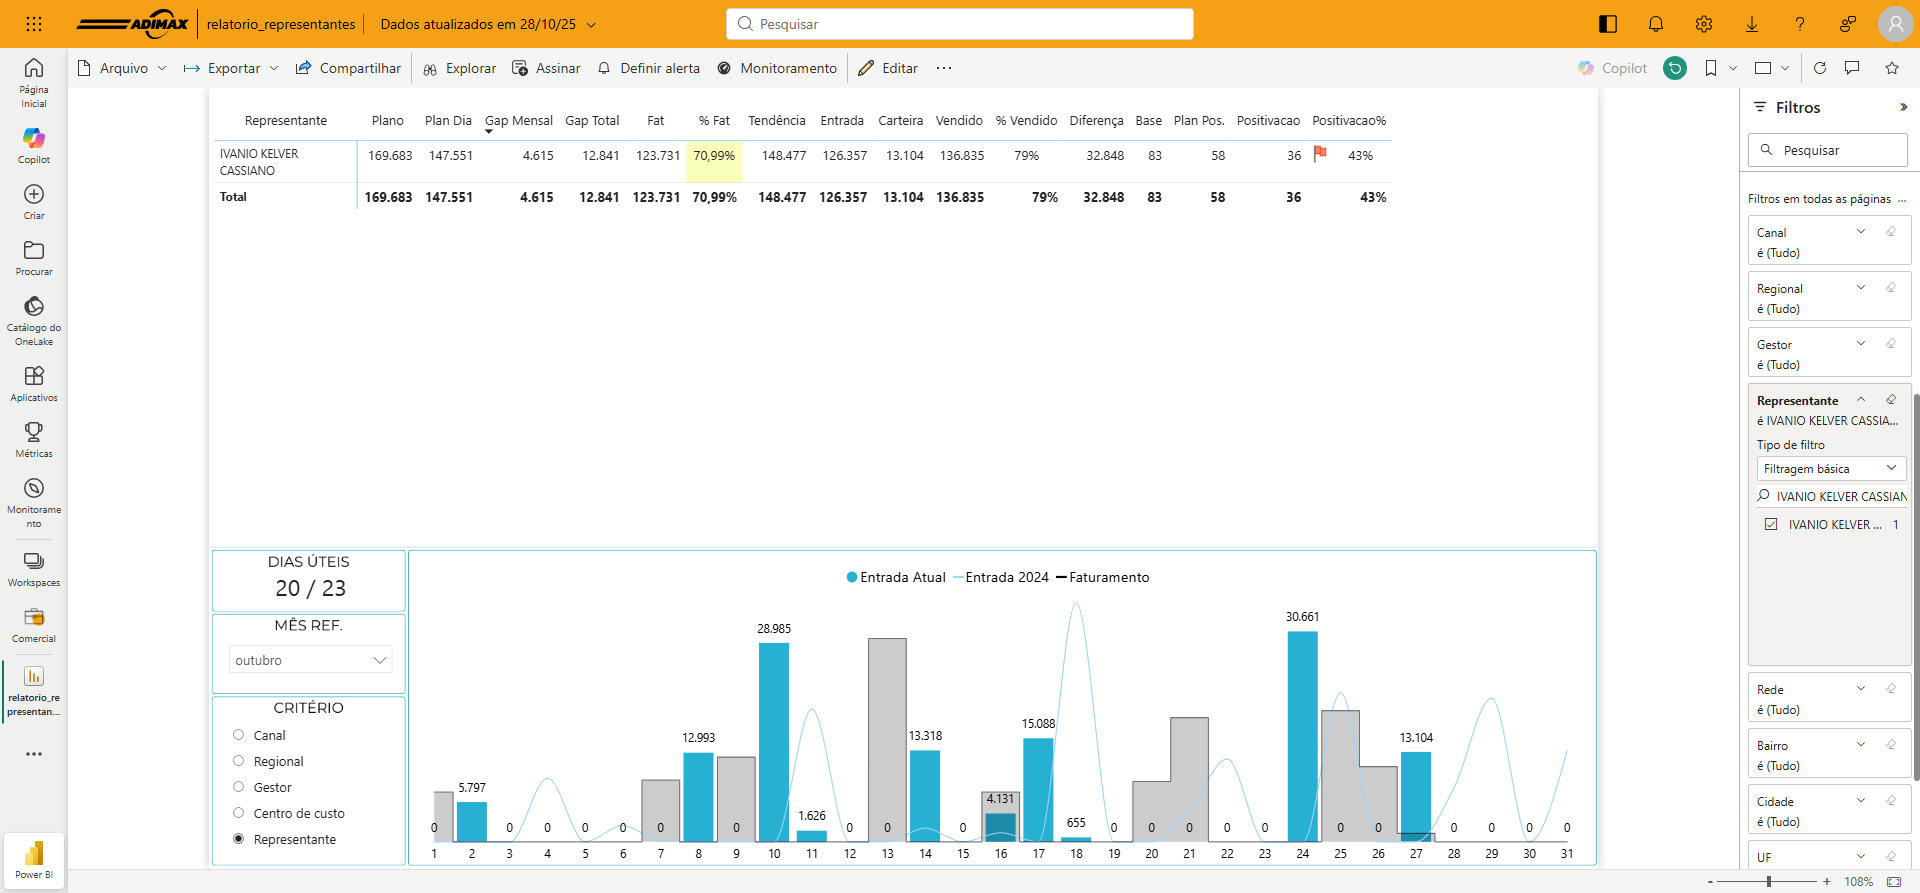 ADIMAX
relatorio_representantes
Dados atualizados em 28/10/25
Pesquisar
Arquivo
Exportar
Compartilhar
Explorar
Assinar
Definir alerta
Monitoramento
Editar
Copilot
Página
Inicial
Copilot
Criar
Procurar
Catálogo do
OneLake
Aplicativos
Métricas
Monitorame
nto
Workspaces
Comercial
relatorio_re
presentan...
Power BI
Representante Plano Plan Dia Gap Mensal Gap Total Fat % Fat Tendência Entrada Carteira Vendido % Vendido Diferença Base Plan Pos. Positivacao Positivacao%
IVANIO KELVER 169.683 147.551 4.615 12.841 123.731 70,99% 148.477 126.357 13.104 136.835 79% 32.848 83 58 36 43%
CASSIANO
Total 169.683 147.551 4.615 12.841 123.731 70,99% 148.477 126.357 13.104 136.835 79% 32.848 83 58 36 43%
DIAS ÚTEIS
20 / 23
MÊS REF.
outubro
CRITÉRIO
Canal
Regional
Gestor
Centro de custo
Representante
Entrada Atual Entrada 2024 Faturamento
30.661
28.985
15.088
12.993 13.318 13.104
5.797
4.131
1.626
655
0 0 0 0 0 0 0 0 0 0 0 0 0 0 0 0 0 0 0 0 0
1 2 3 4 5 6 7 8 9 10 11 12 13 14 15 16 17 18 19 20 21 22 23 24 25 26 27 28 29 30 31
Filtros
Pesquisar
Filtros em todas as páginas ...
Canal
é (Tudo)
Regional
é (Tudo)
Gestor
é (Tudo)
Representante
é IVANIO KELVER CASSIA...
Tipo de filtro
Filtragem básica
IVANIO KELVER CASSIAN
IVANIO KELVER ... 1
Rede
é (Tudo)
Bairro
é (Tudo)
Cidade
é (Tudo)
UF
- + 108%